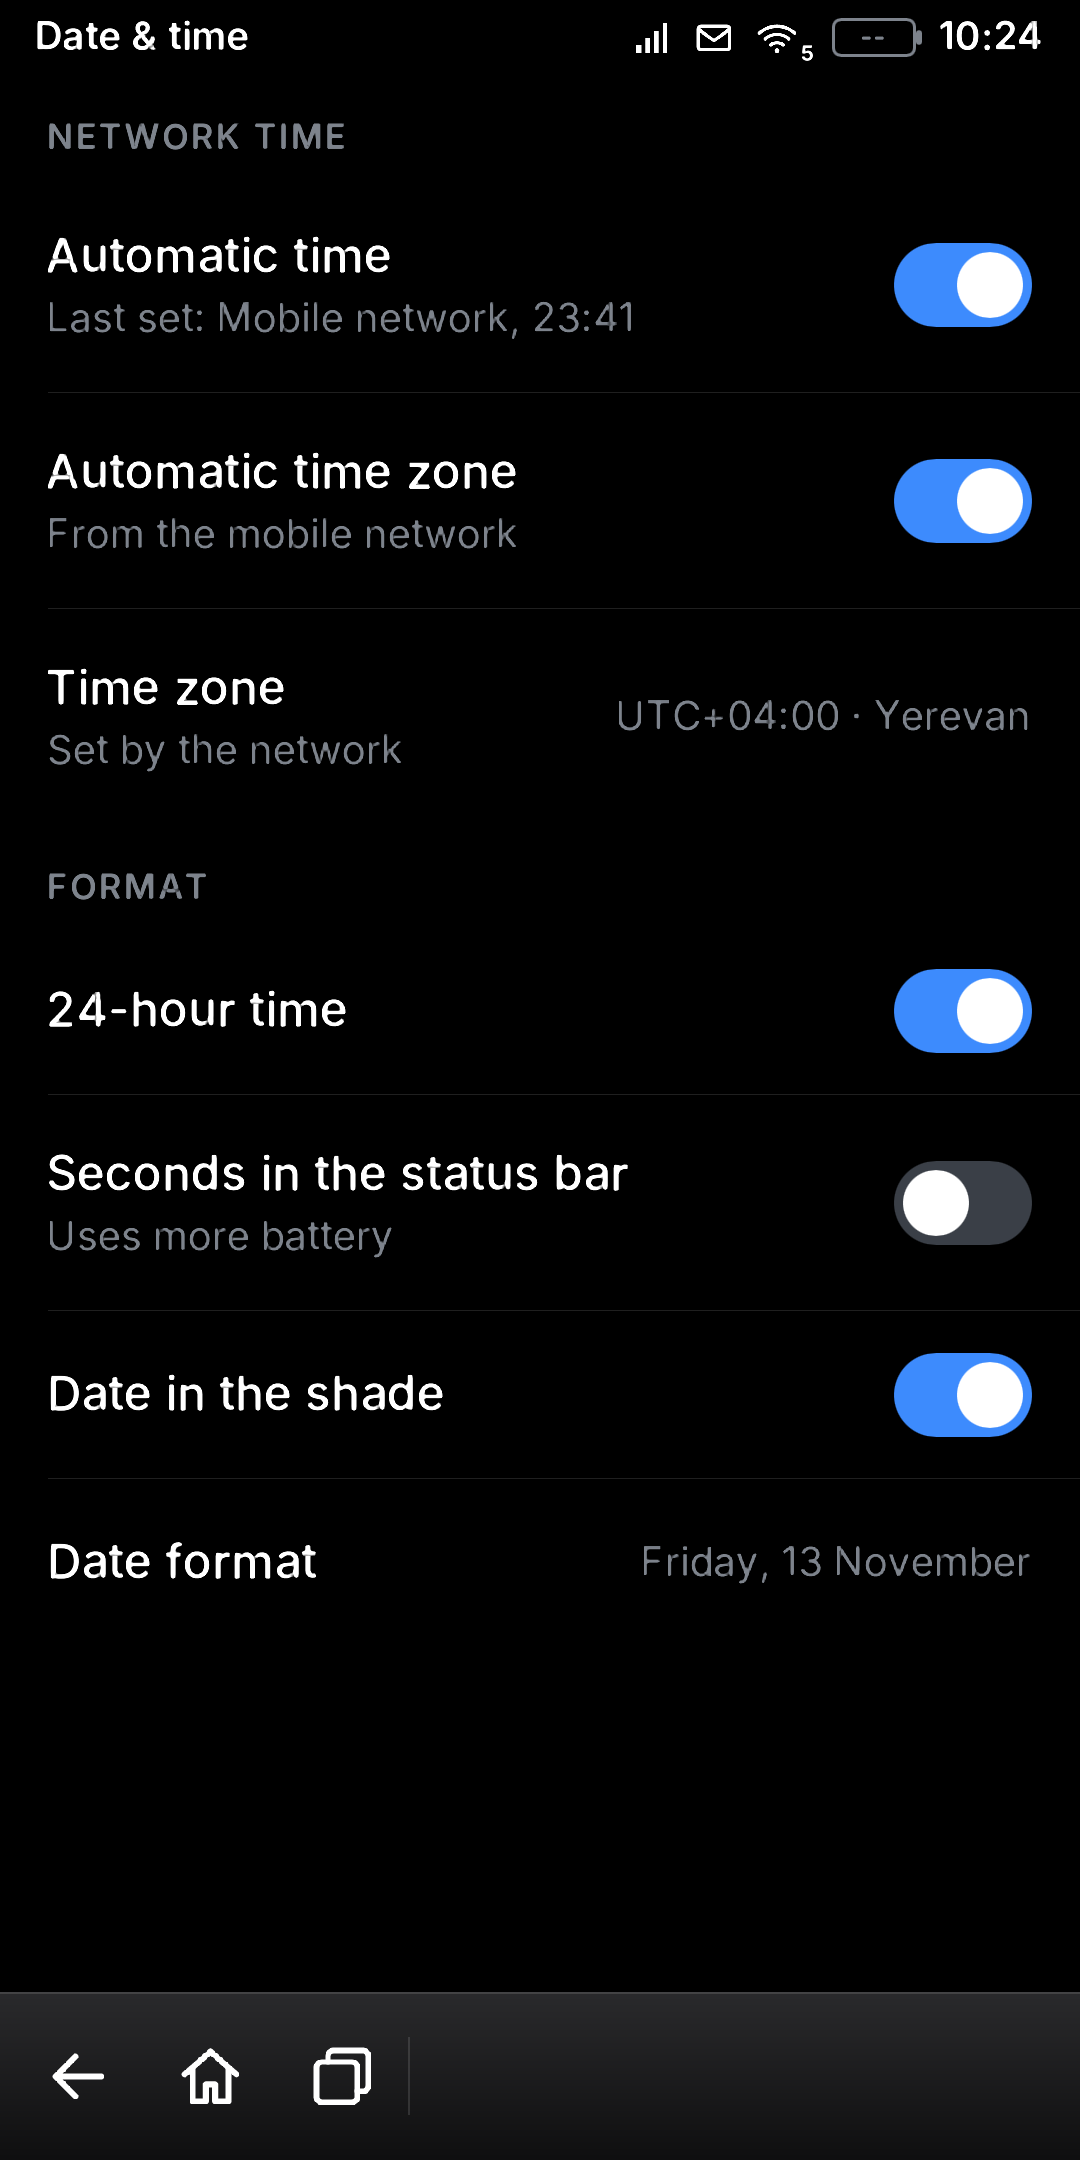 Date & time
5
--
10:24
NETWORK TIME
Automatic time
Last set: Mobile network, 23:41
Automatic time zone
From the mobile network
Time zone
Set by the network
UTC+04:00 · Yerevan
FORMAT
24-hour time
Seconds in the status bar
Uses more battery
Date in the shade
Date format
Friday, 13 November